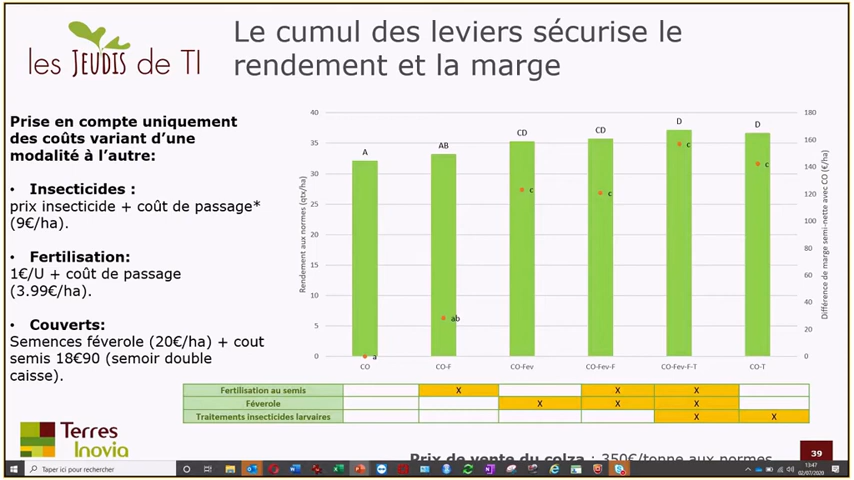 les JEUDIS de TI
Le cumul des leviers sécurise le
rendement et la marge
Prise en compte uniquement
des coûts variant d'une
modalité à l'autre:
• Insecticides :
prix insecticide + coût de passage*
(9€/ha).
• Fertilisation:
1€/U + coût de passage
(3.99€/ha).
• Couverts:
Semences féverole (20€/ha) + cout
semis 18€90 (semoir double
caisse).
Rendement aux normes (qtx/ha)
40
35
30
25
20
15
10
5
0
A AB CD CD D D
a ab c c c c
CO CO-F CO-Fev CO-Fev-F CO-Fev-F-T CO-T
180
160
140
120
100
80
60
40
20
0
Différence de marge semi-nette avec CO (€/ha)
Fertilisation au semis X X X
Féverole X X X
Traitements insecticides larvaires X X
Terres
Inovia
Prix de vente du colza : 350€/tonne aux normes
39
Taper ici pour rechercher
13:47
02/07/2020